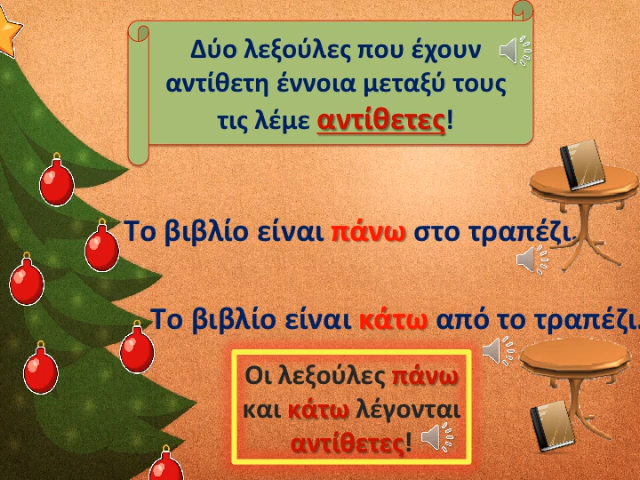 Δύο λεξούλες που έχουν
αντίθετη έννοια μεταξύ τους
τις λέμε αντίθετες!
Το βιβλίο είναι πάνω στο τραπέζι.
Το βιβλίο είναι κάτω από το τραπέζι.
Οι λεξούλες πάνω
και κάτω λέγονται
αντίθετες!